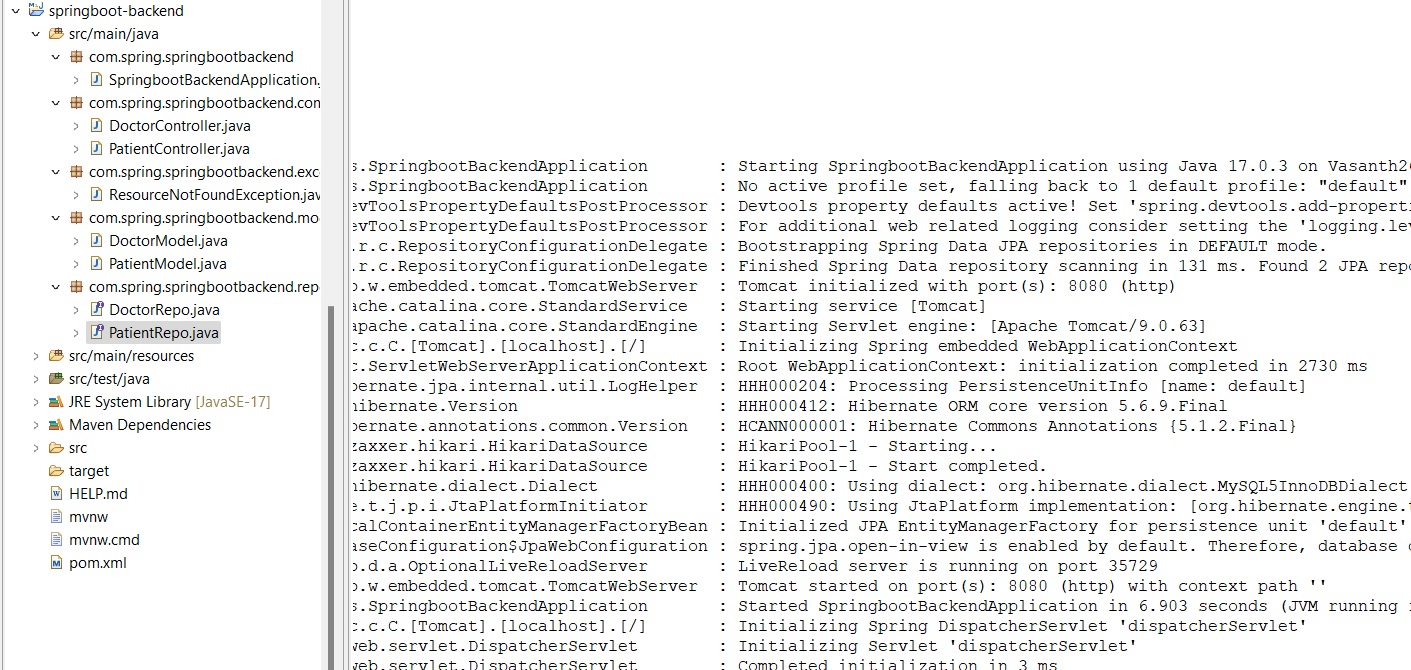 springboot-backend
src/main/java
com.spring.springbootbackend
SpringbootBackendApplication.
com.spring.springbootbackend.con
DoctorController.java
PatientController.java
com.spring.springbootbackend.exc
ResourceNotFoundException.jav
com.spring.springbootbackend.mo
DoctorModel.java
PatientModel.java
com.spring.springbootbackend.rep
DoctorRepo.java
PatientRepo.java
src/main/resources
src/test/java
JRE System Library [JavaSE-17]
Maven Dependencies
src
target
HELP.md
mvnw
mvnw.cmd
pom.xml
s.SpringbootBackendApplication : Starting SpringbootBackendApplication using Java 17.0.3 on Vasanth2
s.SpringbootBackendApplication : No active profile set, falling back to 1 default profile: "default"
evToolsPropertyDefaultsPostProcessor : Devtools property defaults active! Set 'spring.devtools.add-properti
evToolsPropertyDefaultsPostProcessor : For additional web related logging consider setting the 'logging.lev
.r.c.RepositoryConfigurationDelegate : Bootstrapping Spring Data JPA repositories in DEFAULT mode.
.r.c.RepositoryConfigurationDelegate : Finished Spring Data repository scanning in 131 ms. Found 2 JPA repo
o.w.embedded.tomcat.TomcatWebServer : Tomcat initialized with port(s): 8080 (http)
ache.catalina.core.StandardService : Starting service [Tomcat]
apache.catalina.core.StandardEngine : Starting Servlet engine: [Apache Tomcat/9.0.63]
c.c.C.[Tomcat].[localhost].[/] : Initializing Spring embedded WebApplicationContext
c.ServletWebServerApplicationContext : Root WebApplicationContext: initialization completed in 2730 ms
bernate.jpa.internal.util.LogHelper : HHH000204: Processing PersistenceUnitInfo [name: default]
hibernate.Version : HHH000412: Hibernate ORM core version 5.6.9.Final
bernate.annotations.common.Version : HCANN000001: Hibernate Commons Annotations {5.1.2.Final}
zaxxer.hikari.HikariDataSource : HikariPool-1 - Starting...
zaxxer.hikari.HikariDataSource : HikariPool-1 - Start completed.
hibernate.dialect.Dialect : HHH000400: Using dialect: org.hibernate.dialect.MySQL5InnoDBDialect
e.t.j.p.i.JtaPlatformInitiator : HHH000490: Using JtaPlatform implementation: [org.hibernate.engine.t
calContainerEntityManagerFactoryBean : Initialized JPA EntityManagerFactory for persistence unit 'default'
aseConfiguration$JpaWebConfiguration : spring.jpa.open-in-view is enabled by default. Therefore, database
o.d.a.OptionalLiveReloadServer : LiveReload server is running on port 35729
o.w.embedded.tomcat.TomcatWebServer : Tomcat started on port(s): 8080 (http) with context path ''
s.SpringbootBackendApplication : Started SpringbootBackendApplication in 6.903 seconds (JVM running
c.c.C.[Tomcat].[localhost].[/] : Initializing Spring DispatcherServlet 'dispatcherServlet'
web.servlet.DispatcherServlet : Initializing Servlet 'dispatcherServlet'
web.servlet.DispatcherServlet : Completed initialization in 3 ms